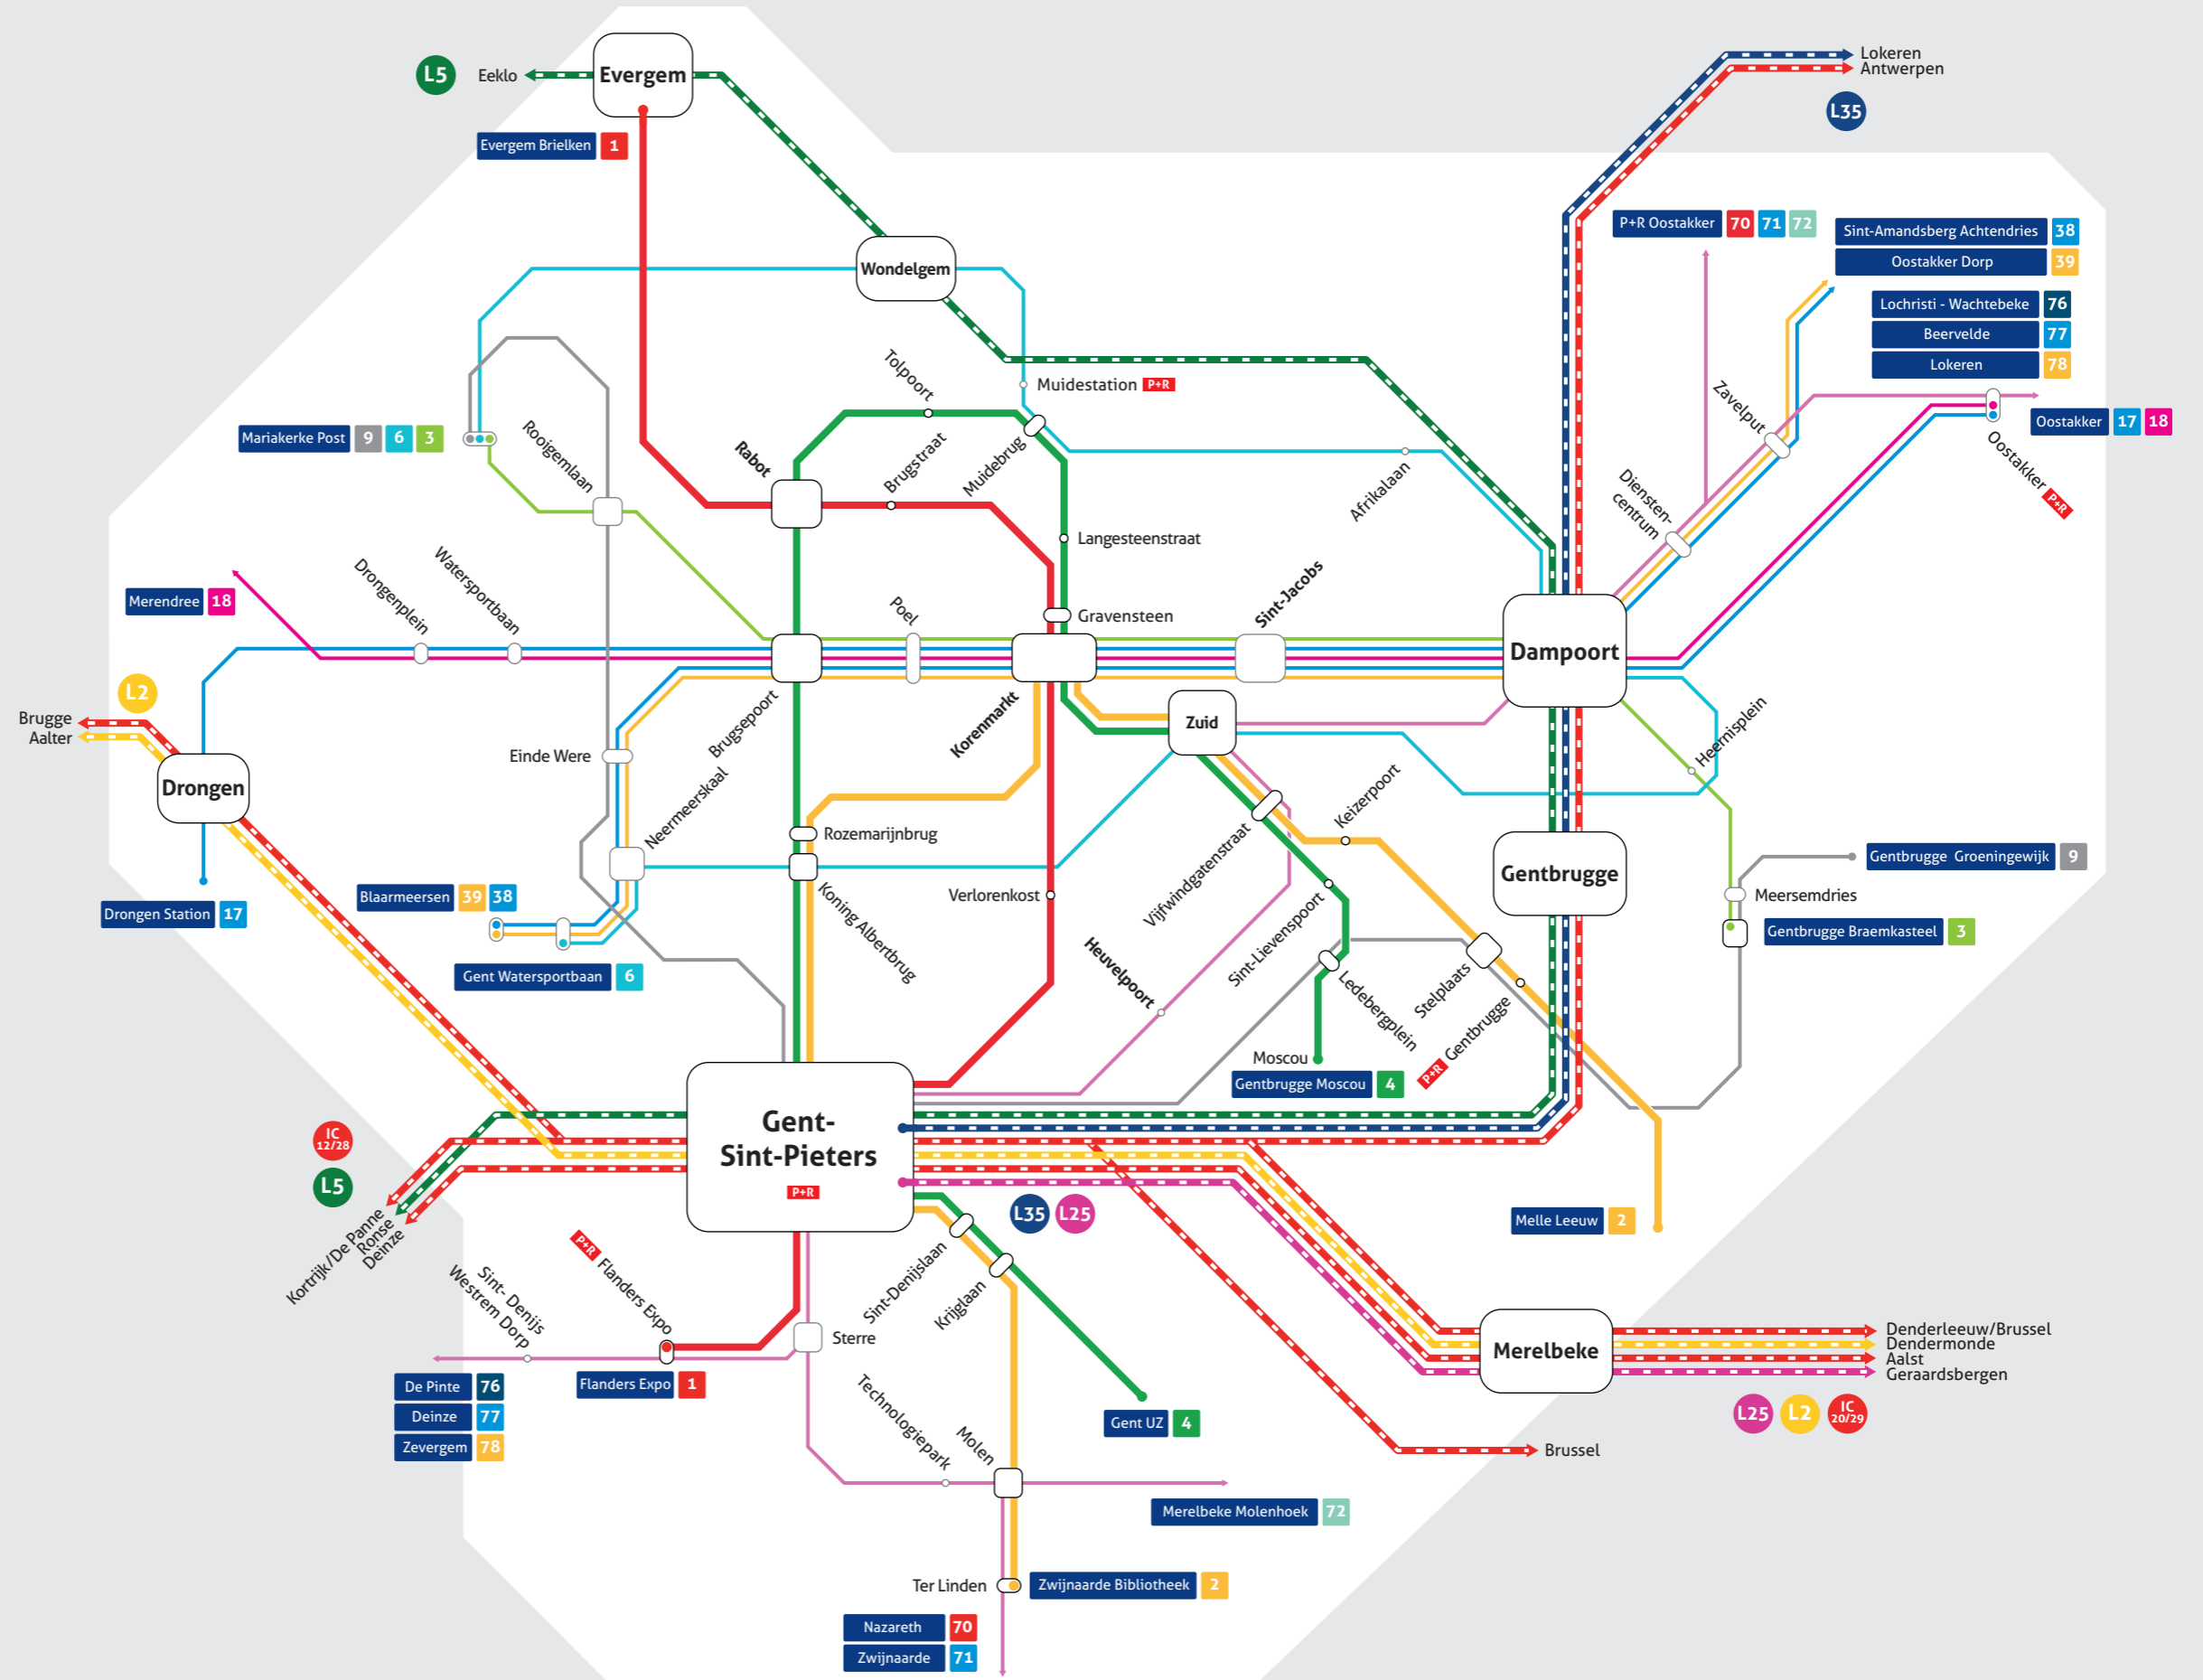 L5
Eeklo
Evergem
Lokeren
Antwerpen
L35
Evergem Brielken 1
P+R Oostakker 70 71 72
Sint-Amandsberg Achtendries 38
Oostakker Dorp 39
Wondelgem
Lochristi - Wachtebeke 76
Beervelde 77
Lokeren 78
Tolpoort
Muidestation P+R
Zavelput
Mariakerke Post 9 6 3
Rooigemlaan
Rabot
Brugstraat
Muidebrug
Afrikalaan
Oostakker 17 18
Oostakker P+R
Diensten-
centrum
Langesteenstraat
Merendree 18
Drongenplein
Watersportbaan
Poel
Gravensteen
Sint-Jacobs
Dampoort
L2
Brugge
Aalter
Drongen
Einde Were
Brugsepoort
Korenmarkt
Zuid
Heernisplein
Neermeerskaal
Rozemarijnbrug
Keizerpoort
Vijfwindgatenstraat
Gentbrugge
Gentbrugge Groeningewijk 9
Meersemdries
Gentbrugge Braemkasteel 3
Drongen Station 17
Blaarmeersen 39 38
Gent Watersportbaan 6
Koning Albertbrug
Verlorenkost
Heuvelpoort
Sint-Lievenspoort
Ledebergplein
Stelplaats
P+R Gentbrugge
Moscou
Gentbrugge Moscou 4
Gent-
Sint-Pieters
P+R
IC
12/28
L5
Kortrijk/De Panne
Ronse
Deinze
L35 L25
Melle Leeuw 2
P+R Flanders Expo
Sint- Denijs
Westrem Dorp
Sint-Denijslaan
Krijglaan
Sterre
Flanders Expo 1
De Pinte 76
Deinze 77
Zevergem 78
Merelbeke
Denderleeuw/Brussel
Dendermonde
Aalst
Geraardsbergen
L25 L2 IC
20/29
Brussel
Gent UZ 4
Technologiepark
Molen
Merelbeke Molenhoek 72
Ter Linden
Zwijnaarde Bibliotheek 2
Nazareth 70
Zwijnaarde 71